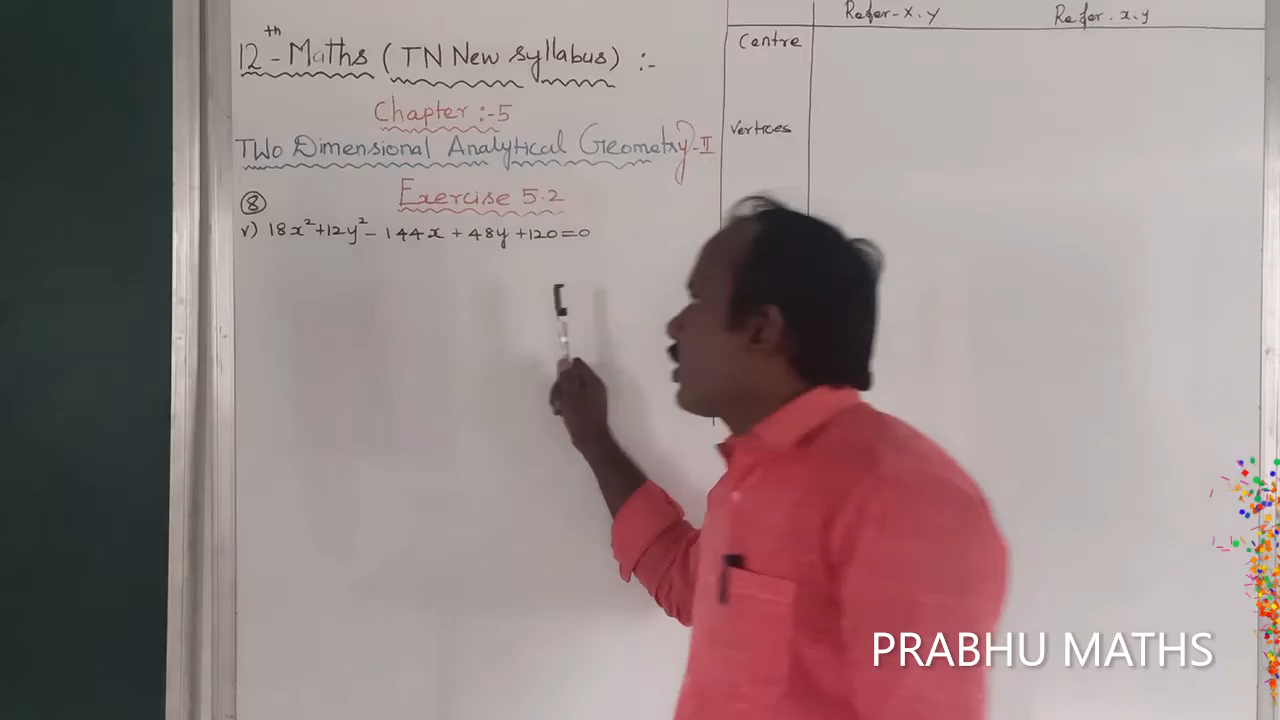 12th - Maths ( TN New syllabus) :-
Chapter :-5
Two Dimensional Analytical Geometry-II
Exercise 5.2
⑧
v) 18x²+12y²- 144x + 48y +120=0
Refer-X.Y
Refer.x.y
Centre
Vertices
PRABHU MATHS